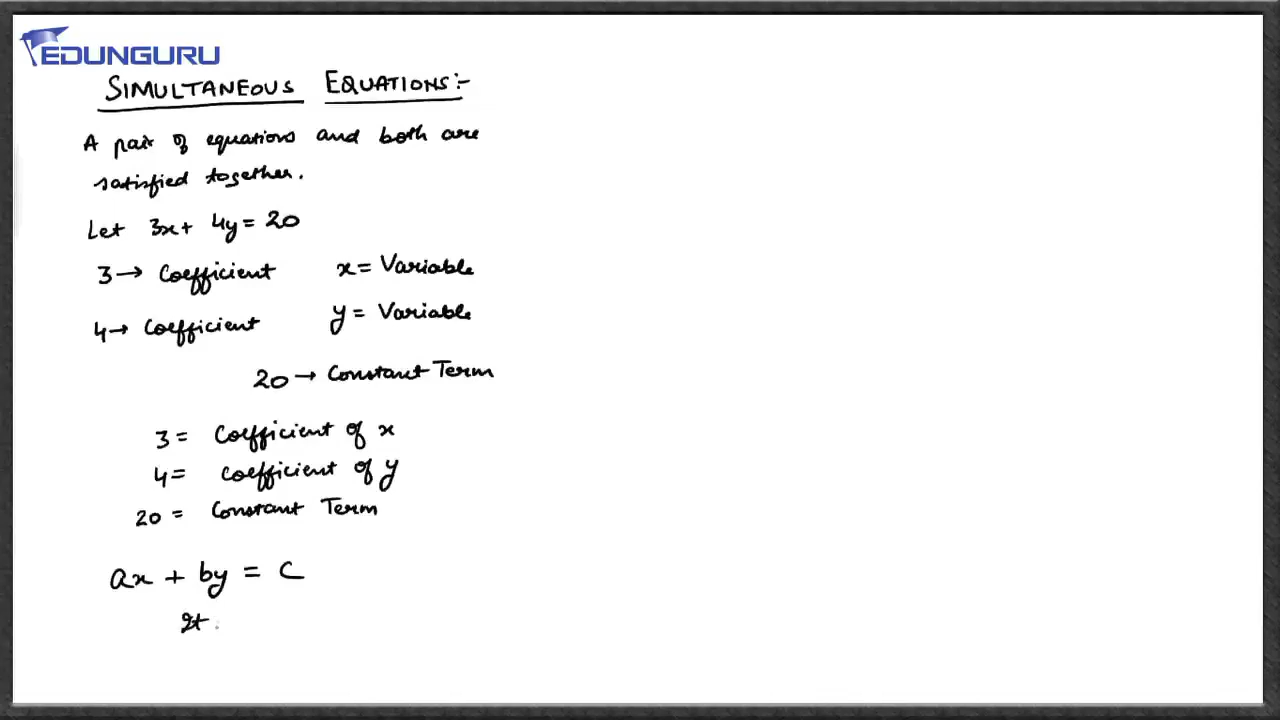 EDUNGURU
SIMULTANEOUS EQUATIONS:-
A pair of equations and both are
satisfied together.
Let 3x + 4y = 20
3 → Coefficient x = Variable
4 → Coefficient y = Variable
20 → Constant Term
3 = Coefficient of x
4 = Coefficient of y
20 = Constant Term
ax + by = C
It